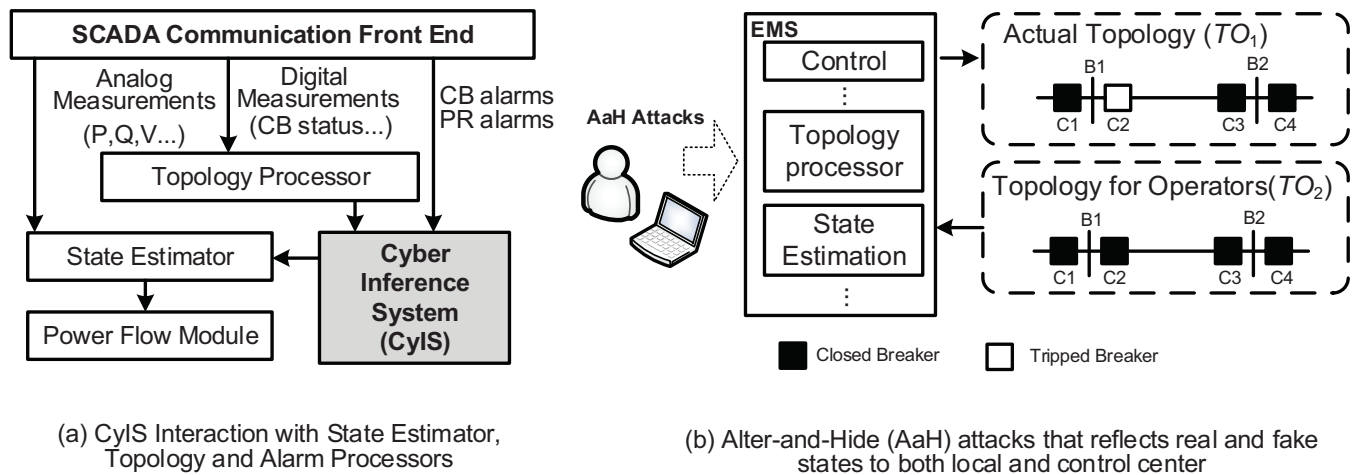 SCADA Communication Front End
Analog
Measurements
(P,Q,V...)
Digital
Measurements
(CB status...)
CB alarms
PR alarms
Topology Processor
State Estimator
Cyber
Inference
System
(CyIS)
Power Flow Module
(a) CyIS Interaction with State Estimator,
Topology and Alarm Processors
AaH Attacks
EMS
Control
⋮
Topology
processor
State
Estimation
⋮
Actual Topology (TO1)
B1
B2
C1
C2
C3
C4
Topology for Operators(TO2)
B1
B2
C1
C2
C3
C4
Closed Breaker
Tripped Breaker
(b) Alter-and-Hide (AaH) attacks that reflects real and fake
states to both local and control center